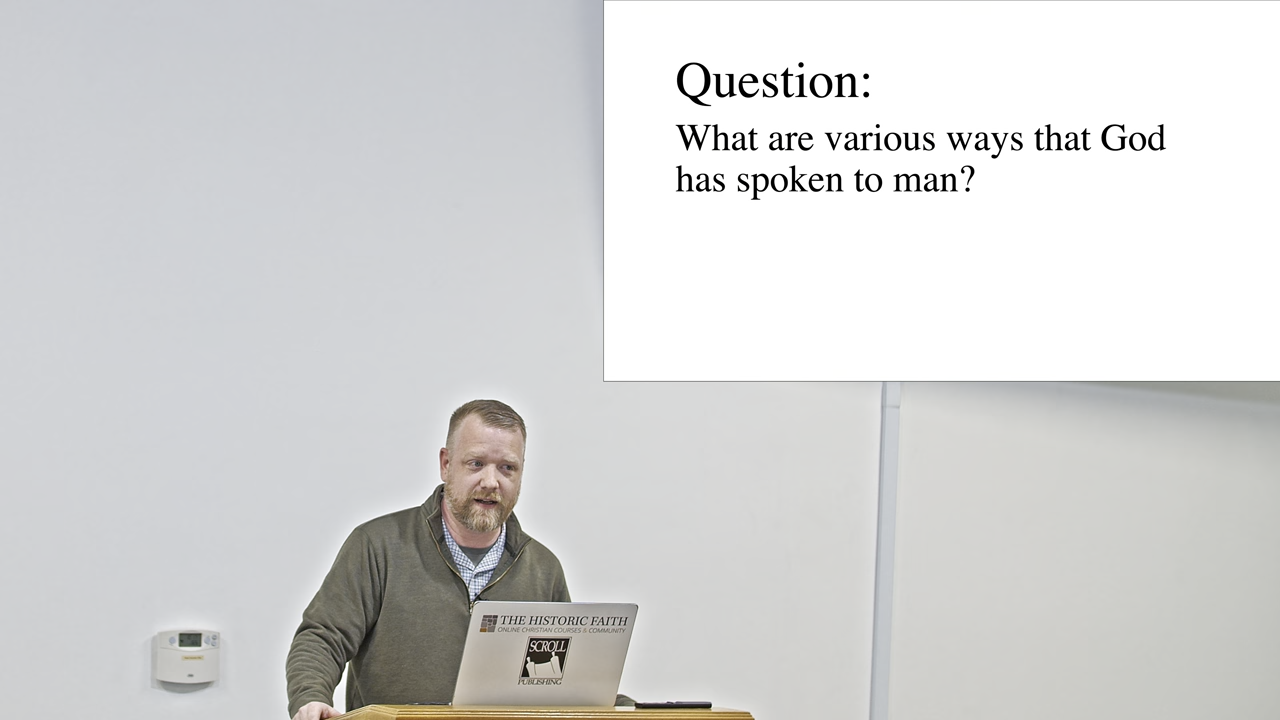 Question:
What are various ways that God
has spoken to man?
THE HISTORIC FAITH
ONLINE CHRISTIAN COURSES & COMMUNITY
SCROLL
PUBLISHING